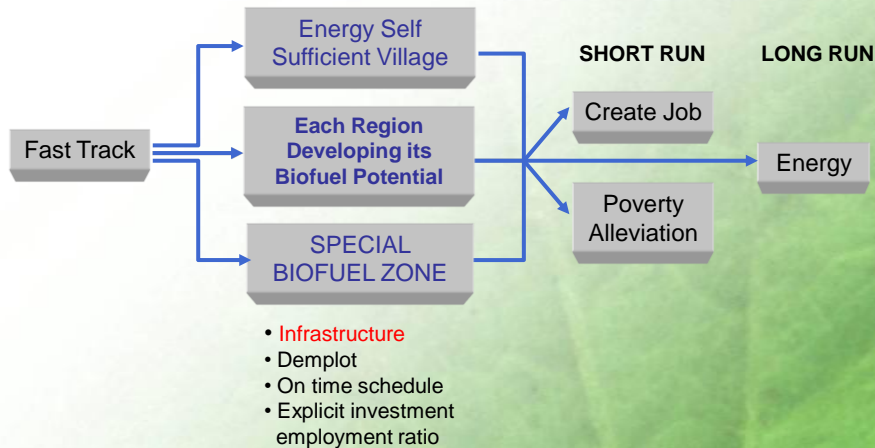 Energy Self
Sufficient Village
SHORT RUN
LONG RUN
Fast Track
Each Region
Developing its
Biofuel Potential
Create Job
Energy
Poverty
Alleviation
SPECIAL
BIOFUEL ZONE
• Infrastructure
• Demplot
• On time schedule
• Explicit investment
employment ratio